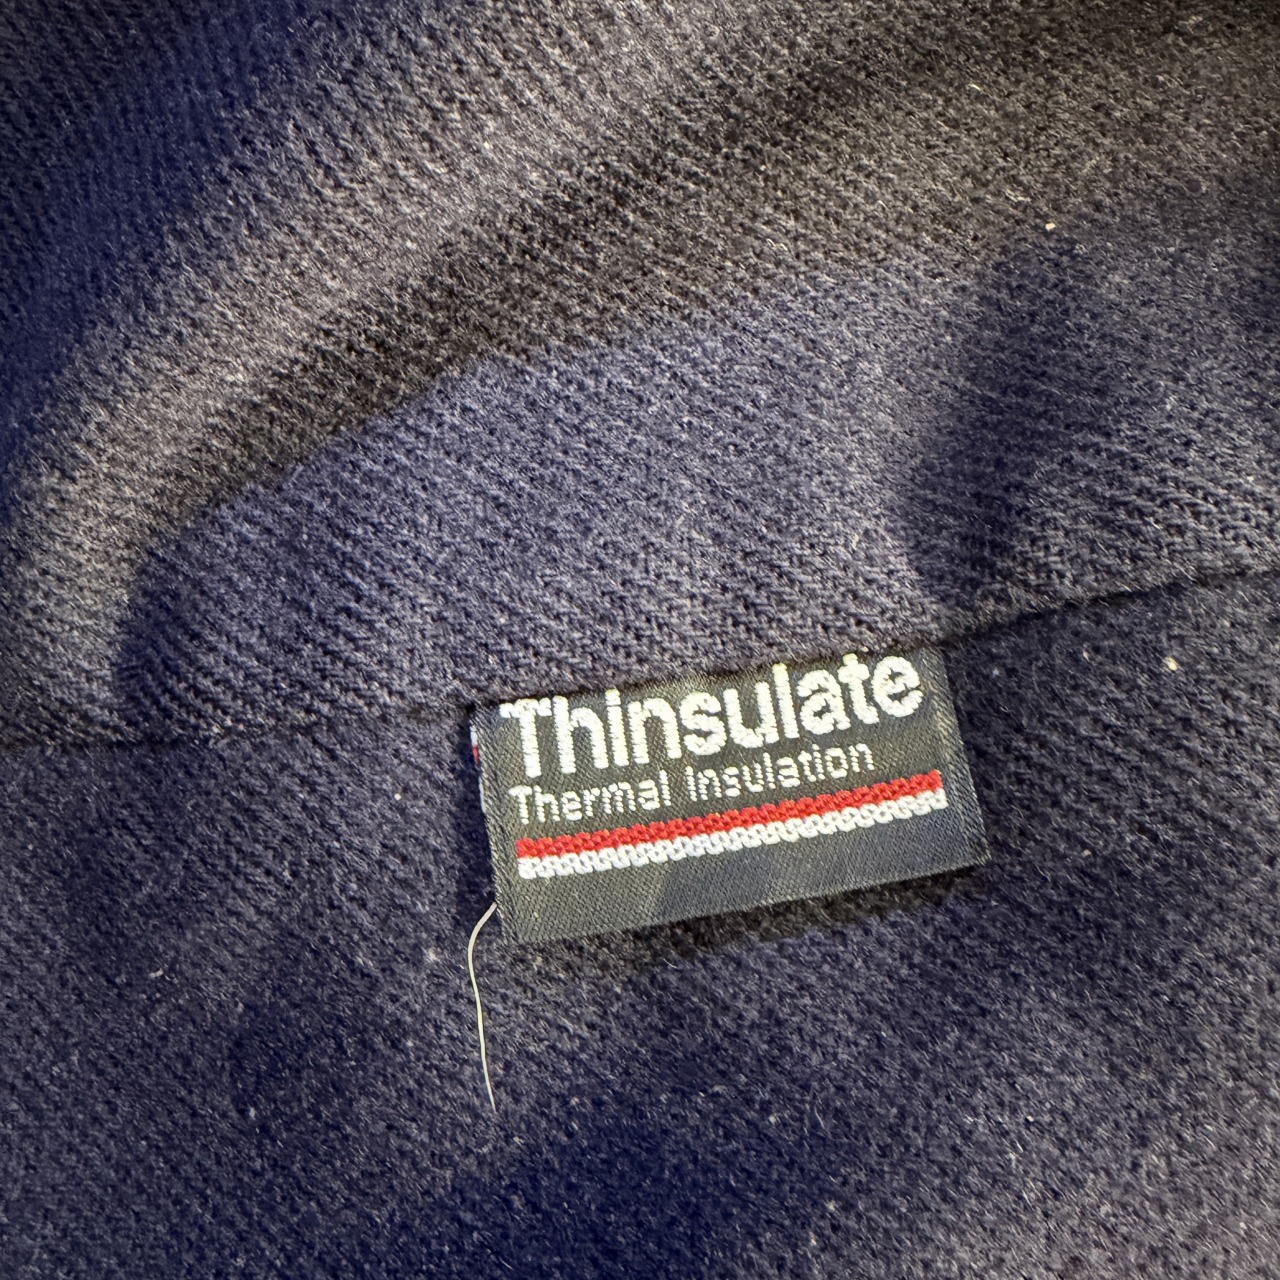 Thinsulate
Thermal Insulation